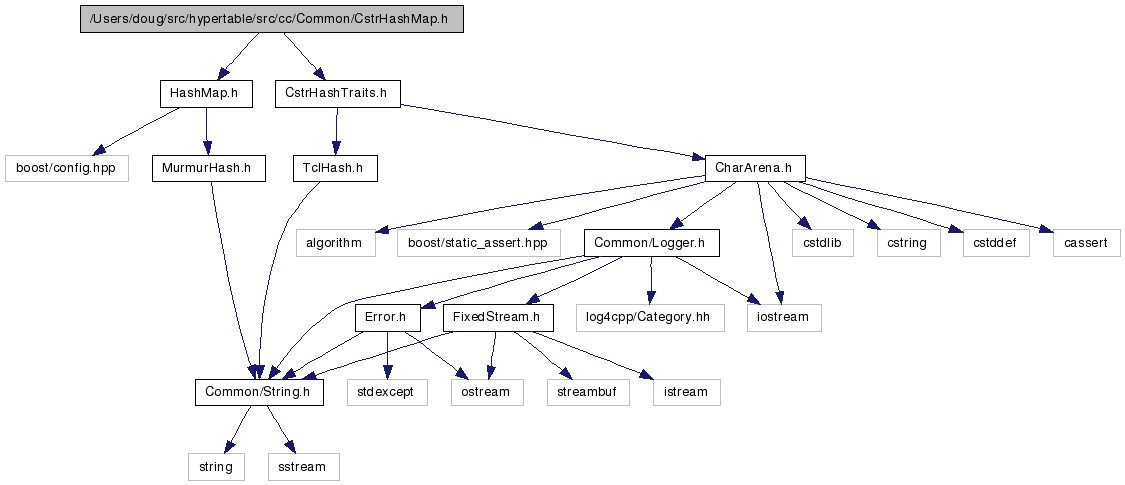 /Users/doug/src/hypertable/src/cc/Common/CstrHashMap.h
HashMap.h
CstrHashTraits.h
boost/config.hpp
MurmurHash.h
TclHash.h
CharArena.h
algorithm
boost/static_assert.hpp
Common/Logger.h
cstdlib
cstring
cstddef
cassert
Error.h
FixedStream.h
log4cpp/Category.hh
iostream
Common/String.h
stdexcept
ostream
streambuf
istream
string
sstream